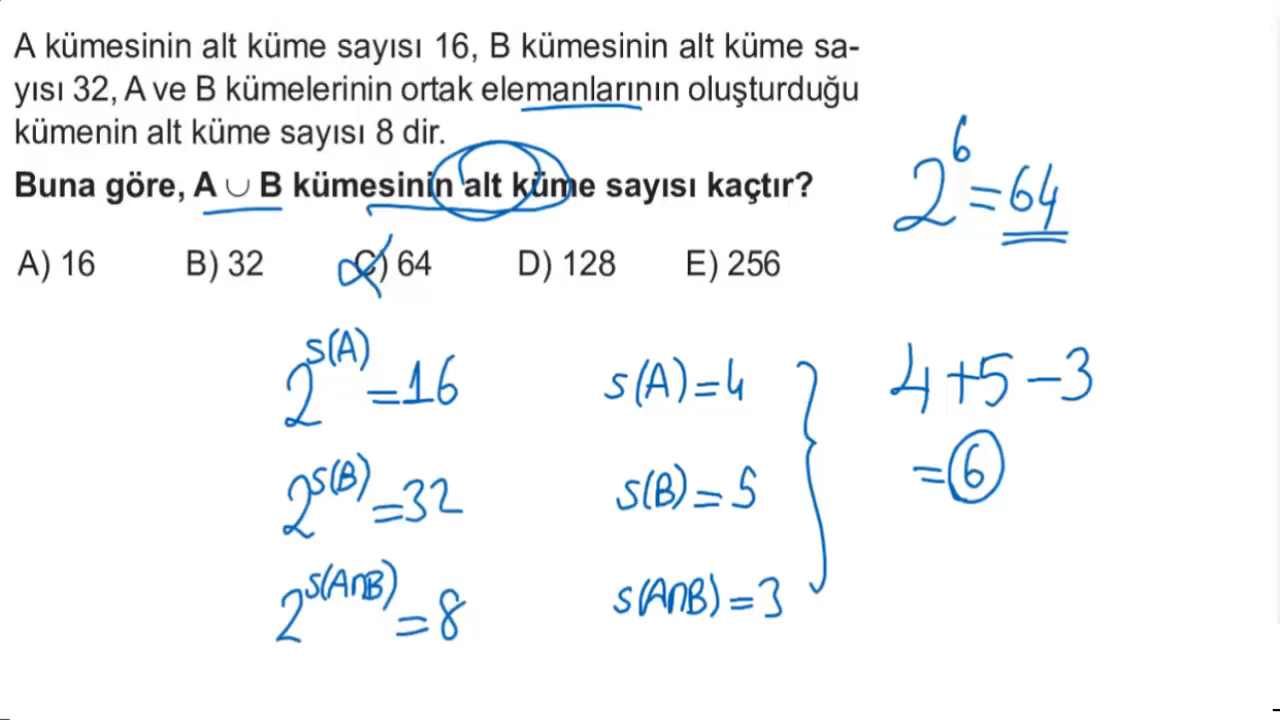 A kümesinin alt küme sayısı 16, B kümesinin alt küme sa-
yısı 32, A ve B kümelerinin ortak elemanlarının oluşturduğu
kümenin alt küme sayısı 8 dir.
Buna göre, A ∪ B kümesinin alt küme sayısı kaçtır?
A) 16 B) 32 C) 64 D) 128 E) 256
2^6 = 64
2^s(A) = 16 s(A) = 4
4 + 5 - 3
= 6
2^s(B) = 32 s(B) = 5
2^s(A∩B) = 8 s(A∩B) = 3